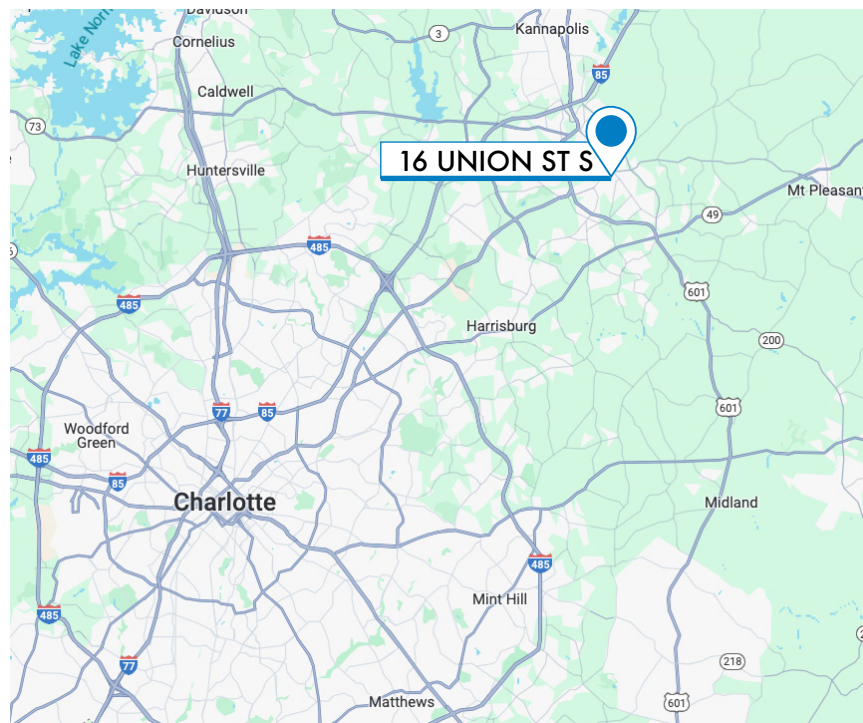 Davidson
Lake Nor
Cornelius
3
Kannapolis
85
Caldwell
73
16 UNION ST S
Huntersville
Mt Pleasant
49
485
601
485
Harrisburg
200
77
85
601
Woodford
Green
485
85
Charlotte
Midland
485
Mint Hill
485
77
218
Matthews
601